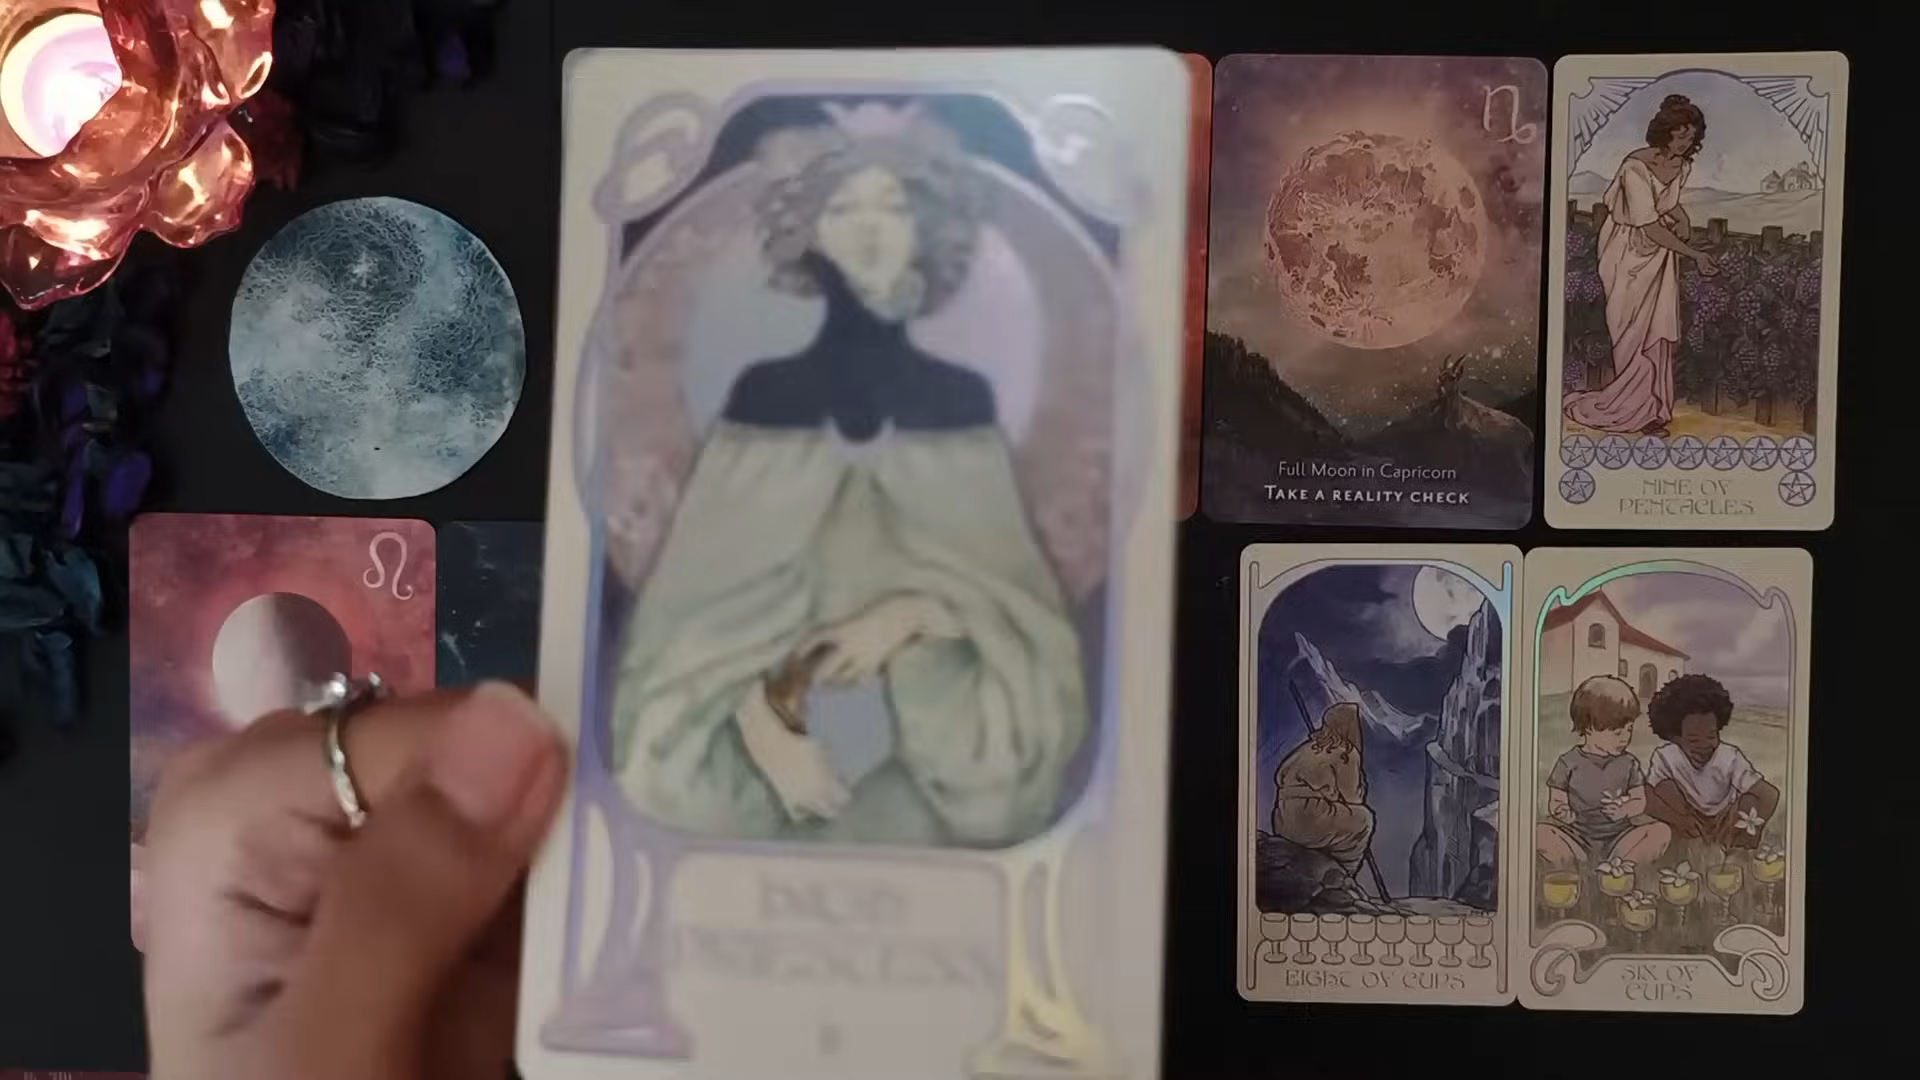 Full Moon in Capricorn
TAKE A REALITY CHECK
NINE OF
PENTACLES
EIGHT OF CUPS
SIX OF
CUPS